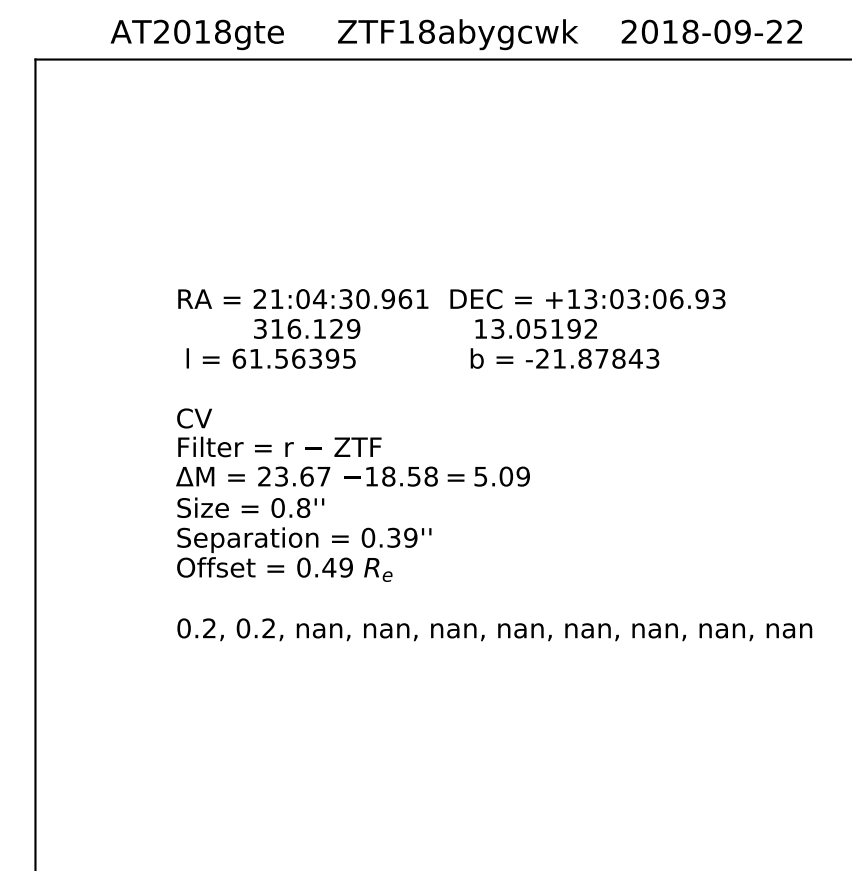 AT2018gte ZTF18abygcwk 2018-09-22
RA = 21:04:30.961 DEC = +13:03:06.93
316.129 13.05192
l = 61.56395 b = -21.87843
CV
Filter = r − ZTF
ΔM = 23.67 −18.58 = 5.09
Size = 0.8''
Separation = 0.39''
Offset = 0.49 Rₑ
0.2, 0.2, nan, nan, nan, nan, nan, nan, nan, nan